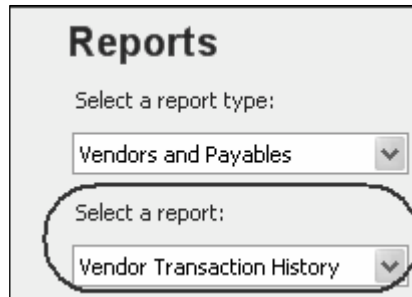 Reports
Select a report type:
Vendors and Payables
Select a report:
Vendor Transaction History